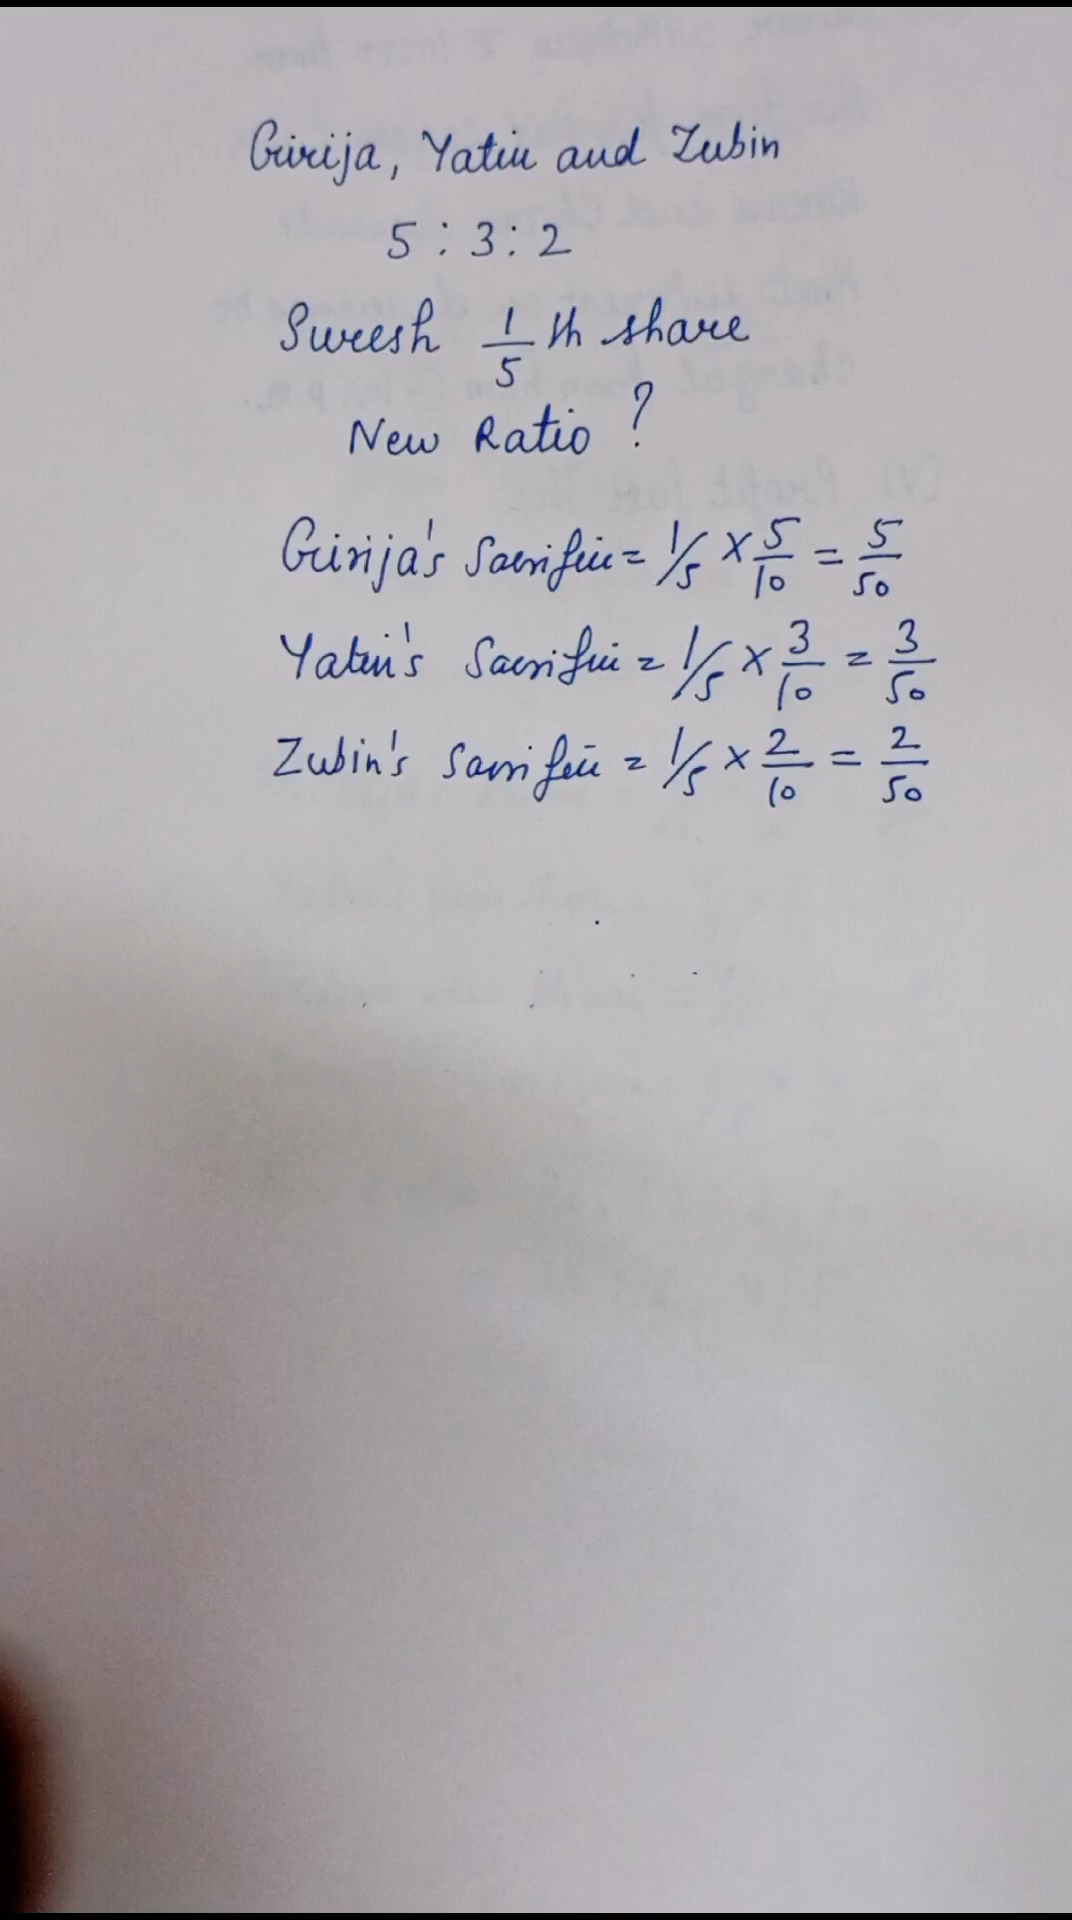 Girija, Yatin and Zubin
5 : 3 : 2
Suresh 1/5 th share
New Ratio ?
Girija's Sacrifice = 1/5 × 5/10 = 5/50
Yatin's Sacrifice = 1/5 × 3/10 = 3/50
Zubin's Sacrifice = 1/5 × 2/10 = 2/50